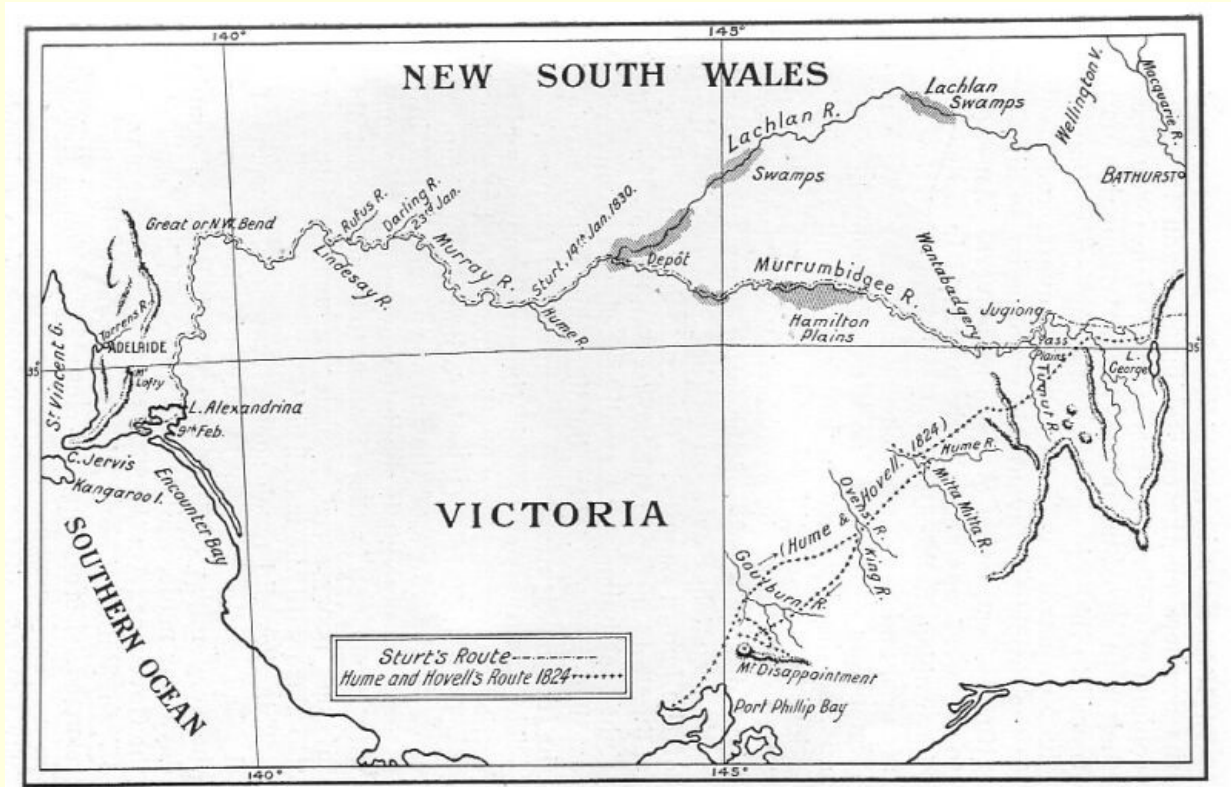 140°
145°
NEW SOUTH WALES
Lachlan
Swamps
Wellington V.
Macquarie R.
Lachlan R.
BATHURST
Swamps
Great or N.W. Bend
Rufus R.
Darling R.
23rd Jan.
Lindesay R.
Murray R.
Sturt, 14th Jan. 1830.
Hume R.
Depôt
Murrumbidgee R.
Hamilton
Plains
Wantabadgery
Jugiong
Yass
Plains
L.
George
Tumut R.
35
35°
St Vincent G.
Torrens R.
ADELAIDE
Mt
Lofty
L. Alexandrina
9th Feb.
C. Jervis
Kangaroo I.
Encounter Bay
SOUTHERN OCEAN
VICTORIA
(Hume & Hovell, 1824)
Hume R.
Mitta Mitta R.
Ovens R.
King R.
Goulburn R.
Mt Disappointment
Port Phillip Bay
Sturt's Route
Hume and Hovell's Route 1824
140°
145°